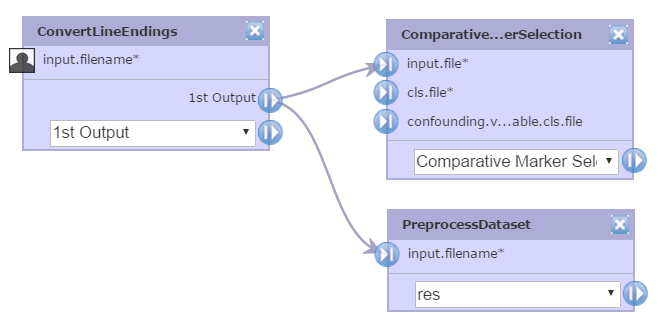 ConvertLineEndings
input.filename*
1st Output
1st Output
Comparative...erSelection
input.file*
cls.file*
confounding.v...able.cls.file
Comparative Marker Sel
PreprocessDataset
input.filename*
res